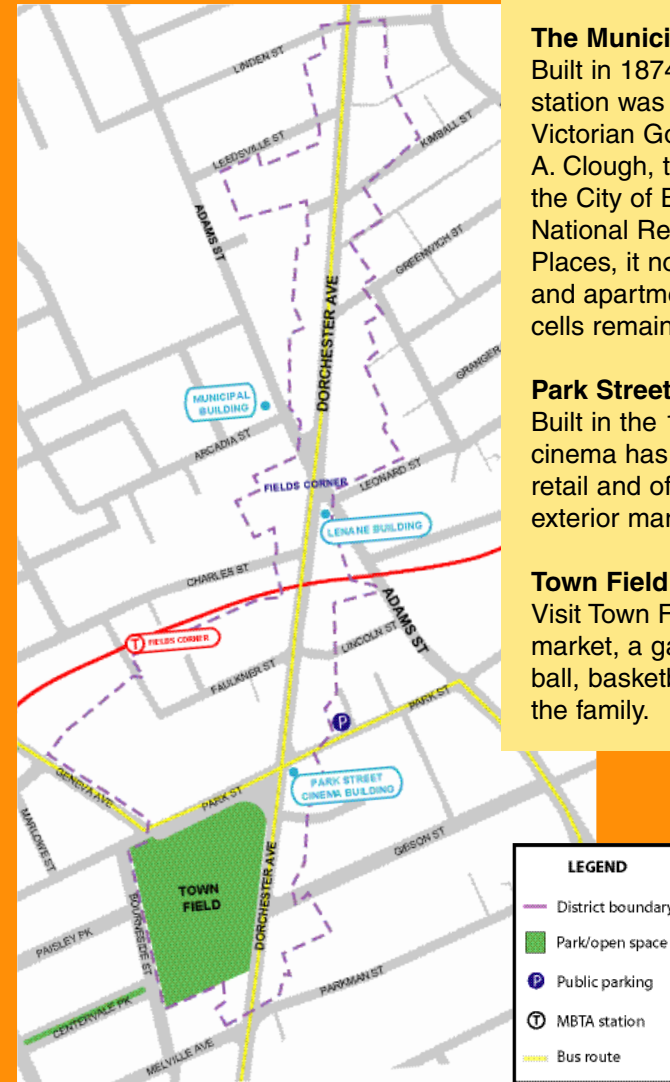 LINDEN ST
LEEDSVILLE ST
KIMBALL ST
ADAMS ST
GREENWICH ST
DORCHESTER AVE
GRANGER
MUNICIPAL
BUILDING
ARCADIA ST
FIELDS CORNER
LEONARD ST
LENANE BUILDING
CHARLES ST
ADAMS ST
T FIELDS CORNER
LINCOLN ST
FAULKNER ST
PARK ST
P
GENEVA AVE
PARK ST
PARK STREET
CINEMA BUILDING
MARLOWE ST
GIBSON ST
TOWN
FIELD
DORCHESTER AVE
BOURNESIDE ST
PAISLEY PK
PARKMAN ST
CENTERVALE PK
MELVILLE AVE
The Munici
Built in 1874
station was
Victorian Go
A. Clough, t
the City of B
National Re
Places, it no
and apartme
cells remain
Park Street
Built in the 1
cinema has
retail and of
exterior mar
Town Field
Visit Town F
market, a ga
ball, basketb
the family.
LEGEND
District boundary
Park/open space
P Public parking
T MBTA station
Bus route